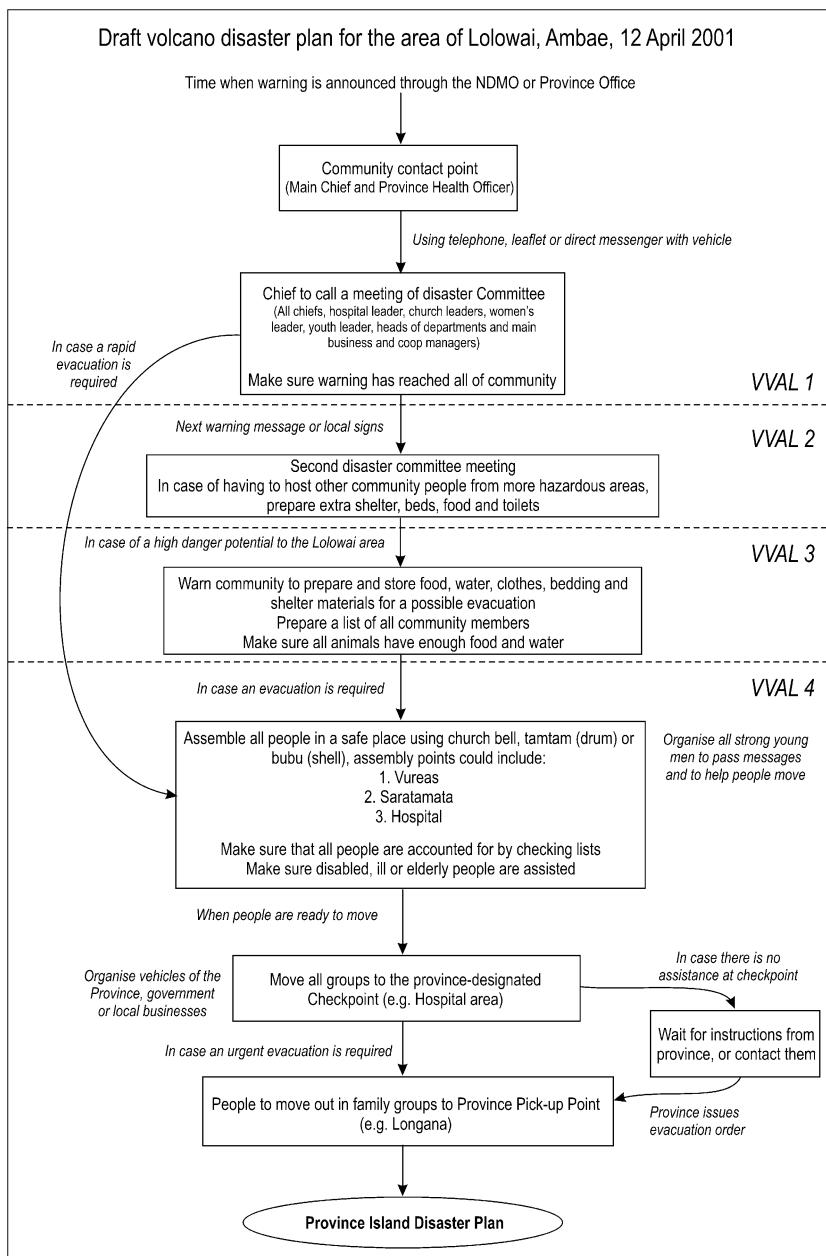 Draft volcano disaster plan for the area of Lolowai, Ambae, 12 April 2001
Time when warning is announced through the NDMO or Province Office
Community contact point
(Main Chief and Province Health Officer)
Using telephone, leaflet or direct messenger with vehicle
Chief to call a meeting of disaster Committee
(All chiefs, hospital leader, church leaders, women's
leader, youth leader, heads of departments and main
business and coop managers)
Make sure warning has reached all of community
In case a rapid
evacuation is
required
VVAL 1
Next warning message or local signs
VVAL 2
Second disaster committee meeting
In case of having to host other community people from more hazardous areas,
prepare extra shelter, beds, food and toilets
In case of a high danger potential to the Lolowai area
VVAL 3
Warn community to prepare and store food, water, clothes, bedding and
shelter materials for a possible evacuation
Prepare a list of all community members
Make sure all animals have enough food and water
In case an evacuation is required
VVAL 4
Assemble all people in a safe place using church bell, tamtam (drum) or
bubu (shell), assembly points could include:
1. Vureas
2. Saratamata
3. Hospital
Make sure that all people are accounted for by checking lists
Make sure disabled, ill or elderly people are assisted
Organise all strong young
men to pass messages
and to help people move
When people are ready to move
Organise vehicles of the
Province, government
or local businesses
Move all groups to the province-designated
Checkpoint (e.g. Hospital area)
In case there is no
assistance at checkpoint
Wait for instructions from
province, or contact them
In case an urgent evacuation is required
People to move out in family groups to Province Pick-up Point
(e.g. Longana)
Province issues
evacuation order
Province Island Disaster Plan